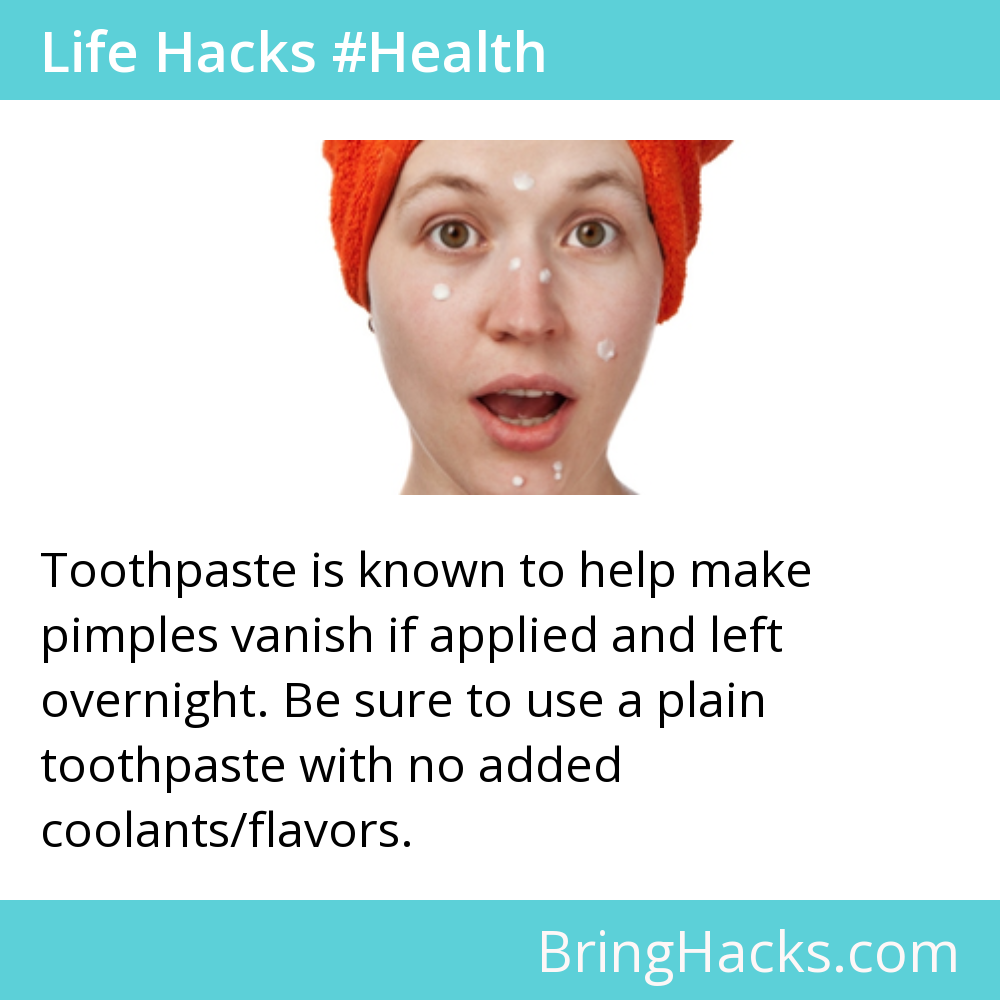 Life Hacks #Health
Toothpaste is known to help make
pimples vanish if applied and left
overnight. Be sure to use a plain
toothpaste with no added
coolants/flavors.
BringHacks.com